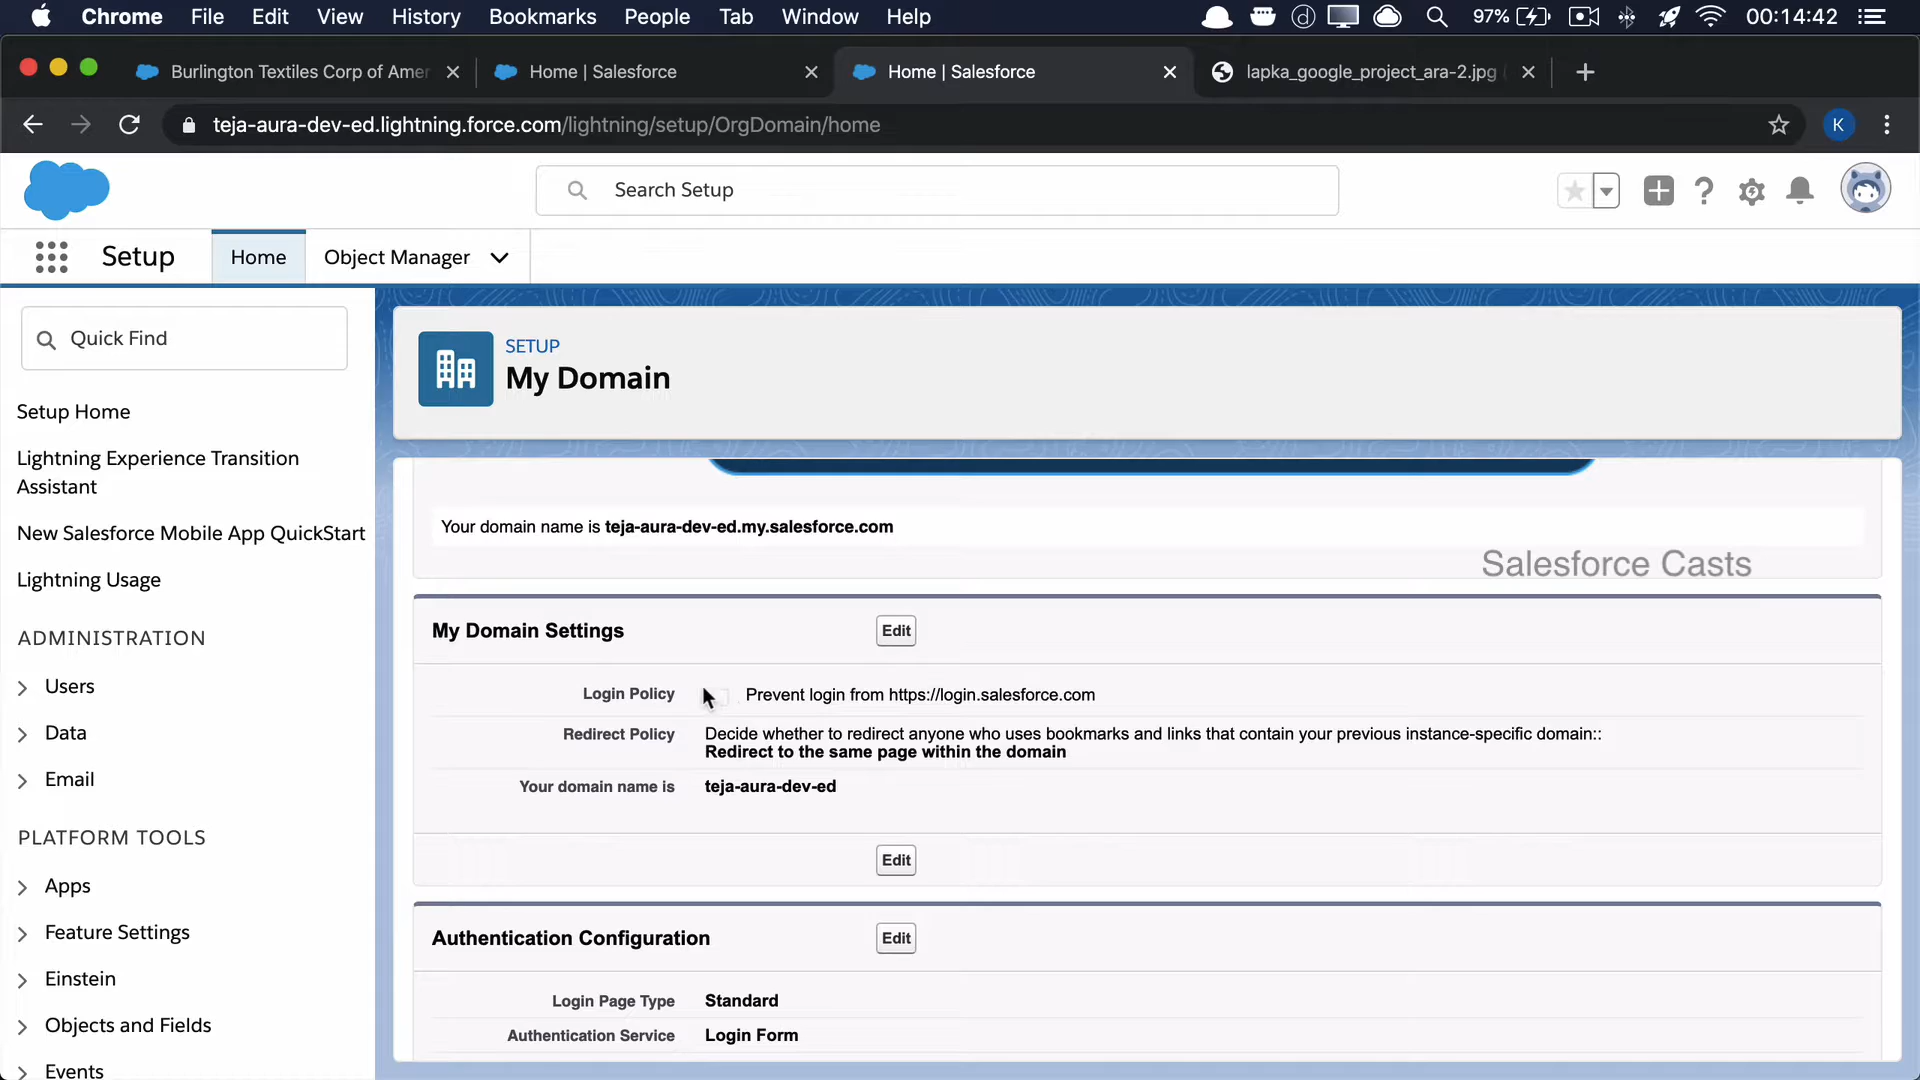 Chrome File Edit View History Bookmarks People Tab Window Help 97% 00:14:42
Burlington Textiles Corp of Amer
Home | Salesforce
Home | Salesforce
lapka_google_project_ara-2.jpg
teja-aura-dev-ed.lightning.force.com/lightning/setup/OrgDomain/home
K
Search Setup
Setup
Home
Object Manager
Quick Find
Setup Home
Lightning Experience Transition
Assistant
New Salesforce Mobile App QuickStart
Lightning Usage
ADMINISTRATION
Users
Data
Email
PLATFORM TOOLS
Apps
Feature Settings
Einstein
Objects and Fields
Events
SETUP
My Domain
Your domain name is teja-aura-dev-ed.my.salesforce.com
Salesforce Casts
My Domain Settings
Edit
Login Policy
Prevent login from https://login.salesforce.com
Redirect Policy
Decide whether to redirect anyone who uses bookmarks and links that contain your previous instance-specific domain::
Redirect to the same page within the domain
Your domain name is
teja-aura-dev-ed
Edit
Authentication Configuration
Edit
Login Page Type
Standard
Authentication Service
Login Form